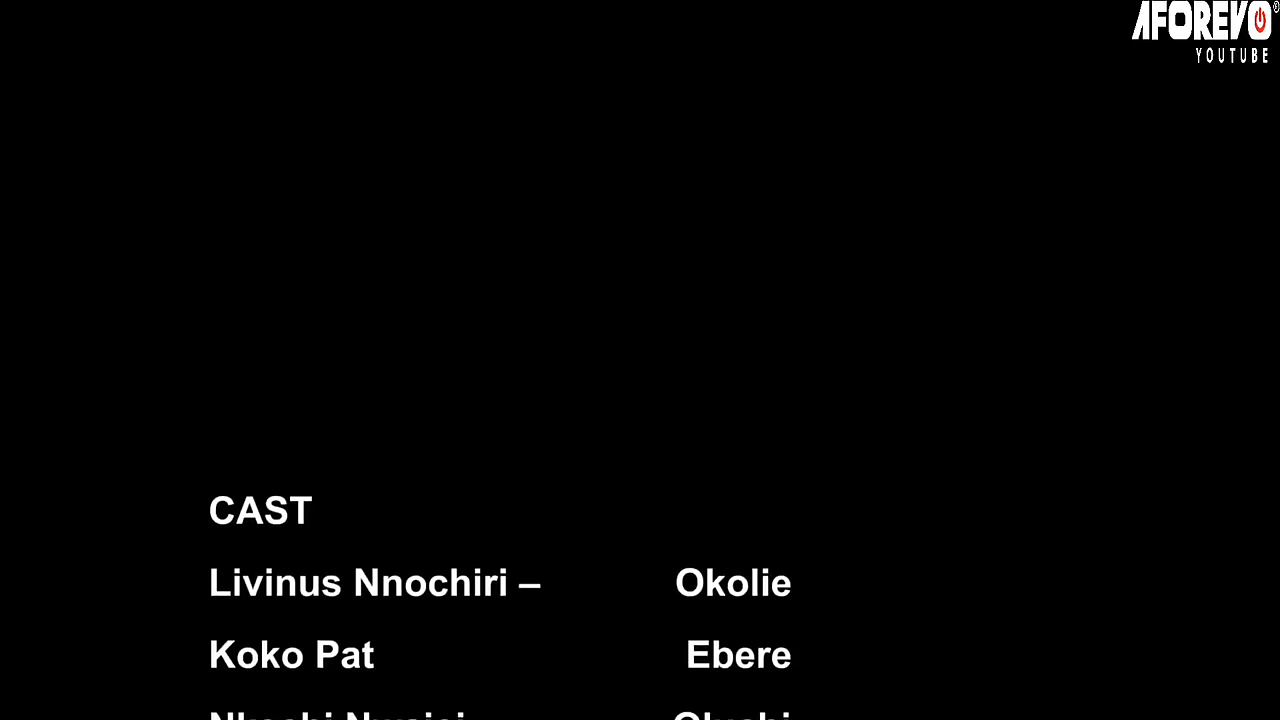 AFOREVO
YOUTUBE
CAST
Livinus Nnochiri – Okolie
Koko Pat Ebere